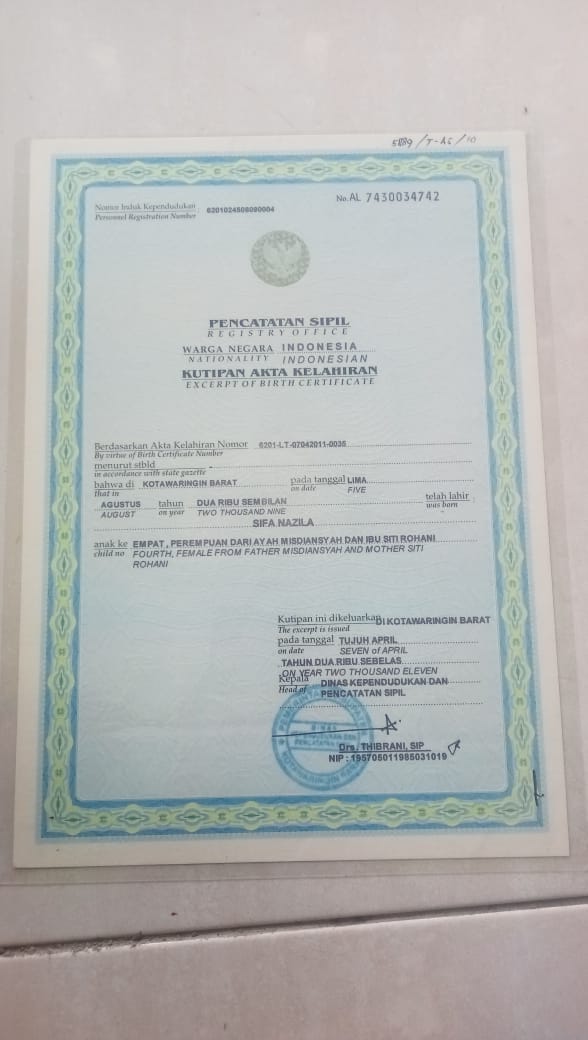 5189/T-AS/10
Nomor Induk Kependudukan 6201024508090004
Personnel Registration Number
No. AL 7430034742
PENCATATAN SIPIL
REGISTRY OFFICE
WARGA NEGARA INDONESIA
NATIONALITY INDONESIAN
KUTIPAN AKTA KELAHIRAN
EXCERPT OF BIRTH CERTIFICATE
Berdasarkan Akta Kelahiran Nomor 6201-LT-07042011-0035
By virtue of Birth Certificate Number
menurut stbld -
in accordance with state gazette
bahwa di KOTAWARINGIN BARAT pada tanggal LIMA
that in on date FIVE
AGUSTUS tahun DUA RIBU SEMBILAN telah lahir
AUGUST on year TWO THOUSAND NINE was born
SIFA NAZILA
anak ke EMPAT, PEREMPUAN DARI AYAH MISDIANSYAH DAN IBU SITI ROHANI
child no FOURTH, FEMALE FROM FATHER MISDIANSYAH AND MOTHER SITI
ROHANI
Kutipan ini dikeluarkan DI KOTAWARINGIN BARAT
The excerpt is issued
pada tanggal TUJUH APRIL
on date SEVEN of APRIL
TAHUN DUA RIBU SEBELAS
ON YEAR TWO THOUSAND ELEVEN
Kepala DINAS KEPENDUDUKAN DAN
Head of PENCATATAN SIPIL
DINAS
Drs. THIBRANI, SIP
NIP : 195705011985031019